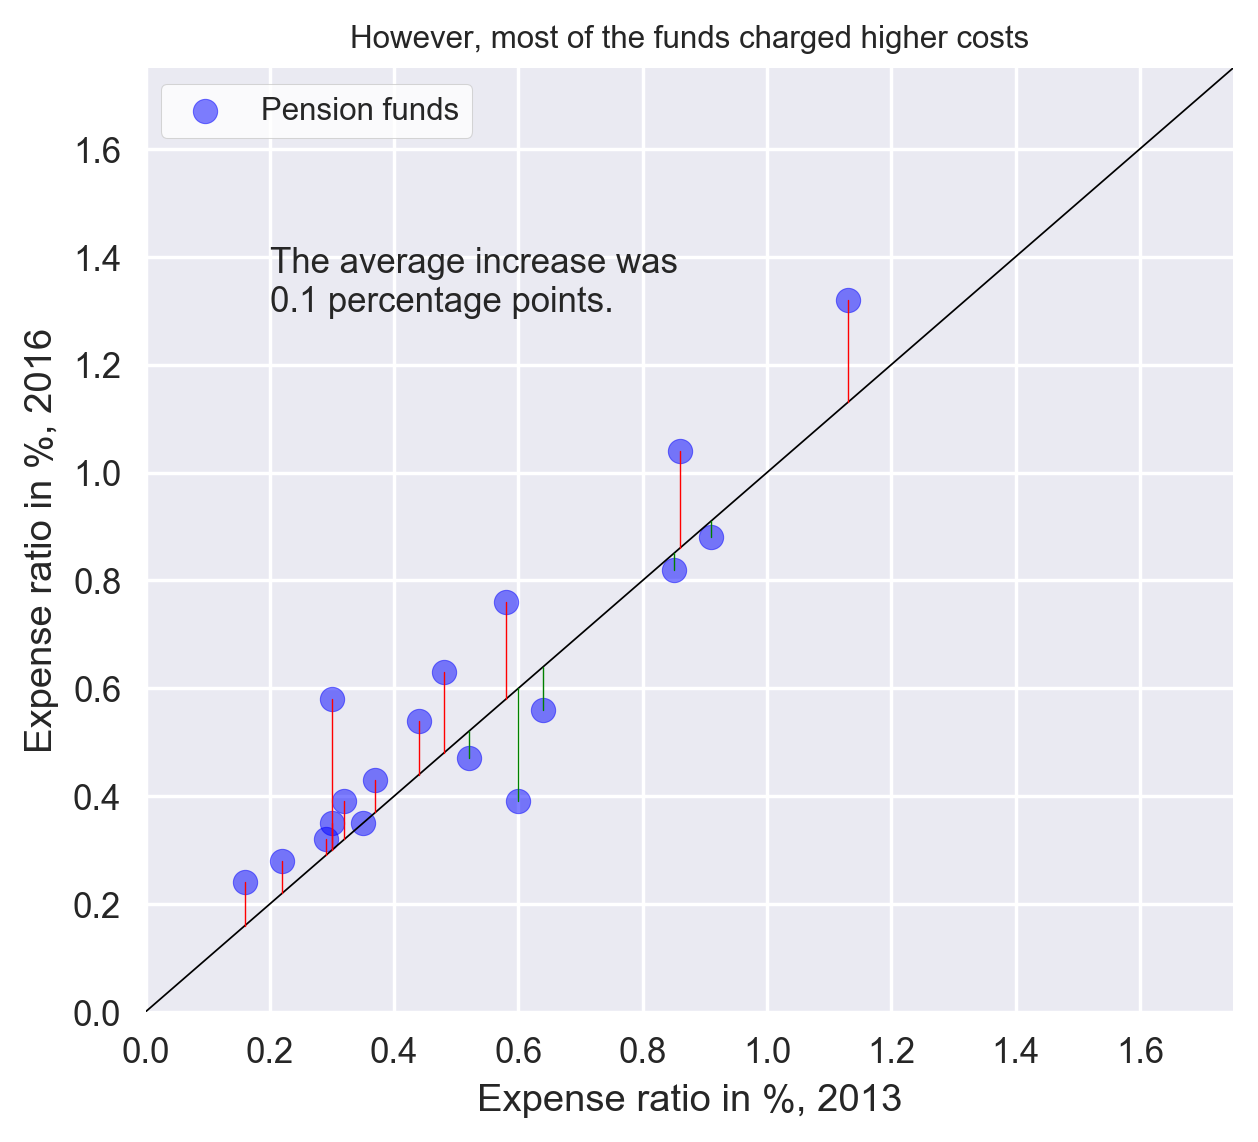 However, most of the funds charged higher costs
Pension funds
The average increase was
0.1 percentage points.
Expense ratio in %, 2016
1.6
1.4
1.2
1.0
0.8
0.6
0.4
0.2
0.0
0.0 0.2 0.4 0.6 0.8 1.0 1.2 1.4 1.6
Expense ratio in %, 2013